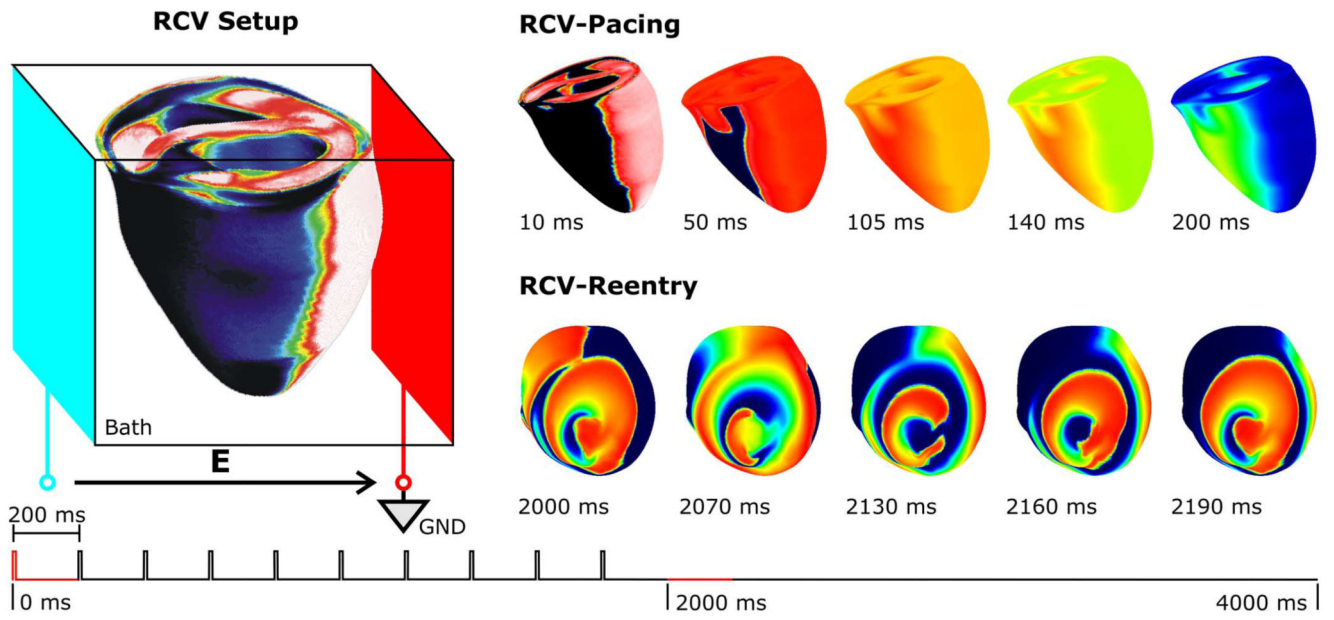 RCV Setup
Bath
E
GND
RCV-Pacing
10 ms
50 ms
105 ms
140 ms
200 ms
RCV-Reentry
2000 ms
2070 ms
2130 ms
2160 ms
2190 ms
200 ms
0 ms
2000 ms
4000 ms